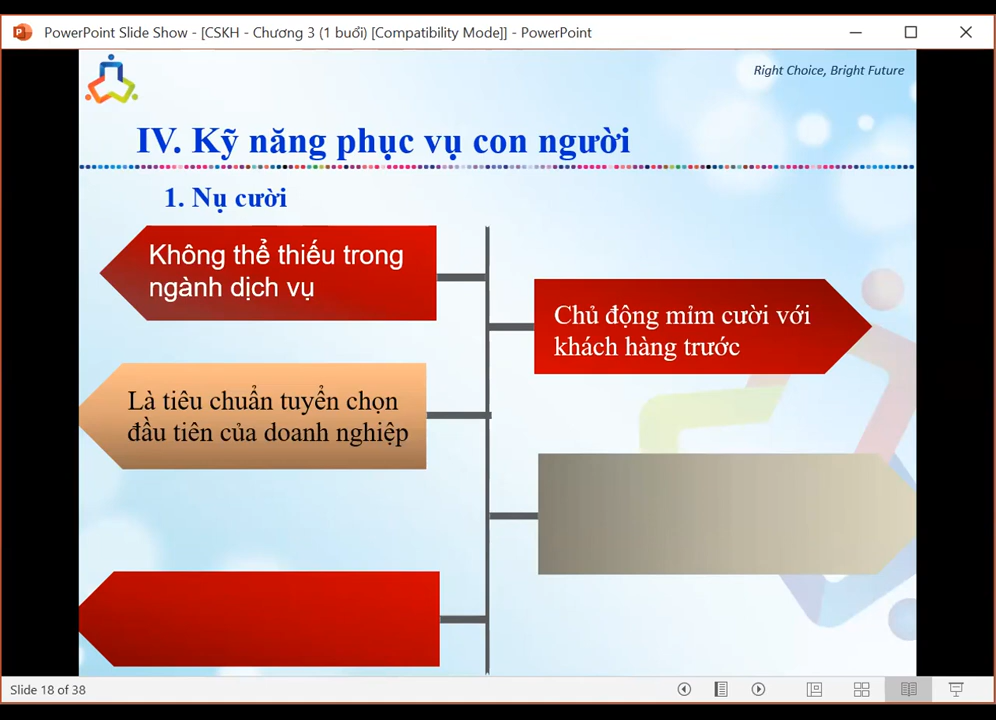 PowerPoint Slide Show - [CSKH - Chương 3 (1 buổi) [Compatibility Mode]] - PowerPoint
Right Choice, Bright Future
IV. Kỹ năng phục vụ con người
1. Nụ cười
Không thể thiếu trong
ngành dịch vụ
Chủ động mỉm cười với
khách hàng trước
Là tiêu chuẩn tuyển chọn
đầu tiên của doanh nghiệp
Slide 18 of 38